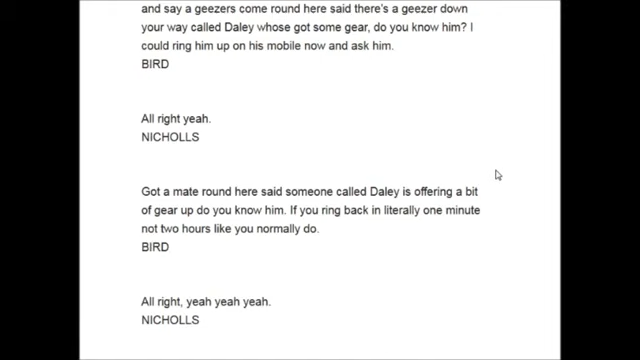 and say a geezers come round here said there's a geezer down
your way called Daley whose got some gear, do you know him? I
could ring him up on his mobile now and ask him.
BIRD
All right yeah.
NICHOLLS
Got a mate round here said someone called Daley is offering a bit
of gear up do you know him. If you ring back in literally one minute
not two hours like you normally do.
BIRD
All right, yeah yeah yeah.
NICHOLLS